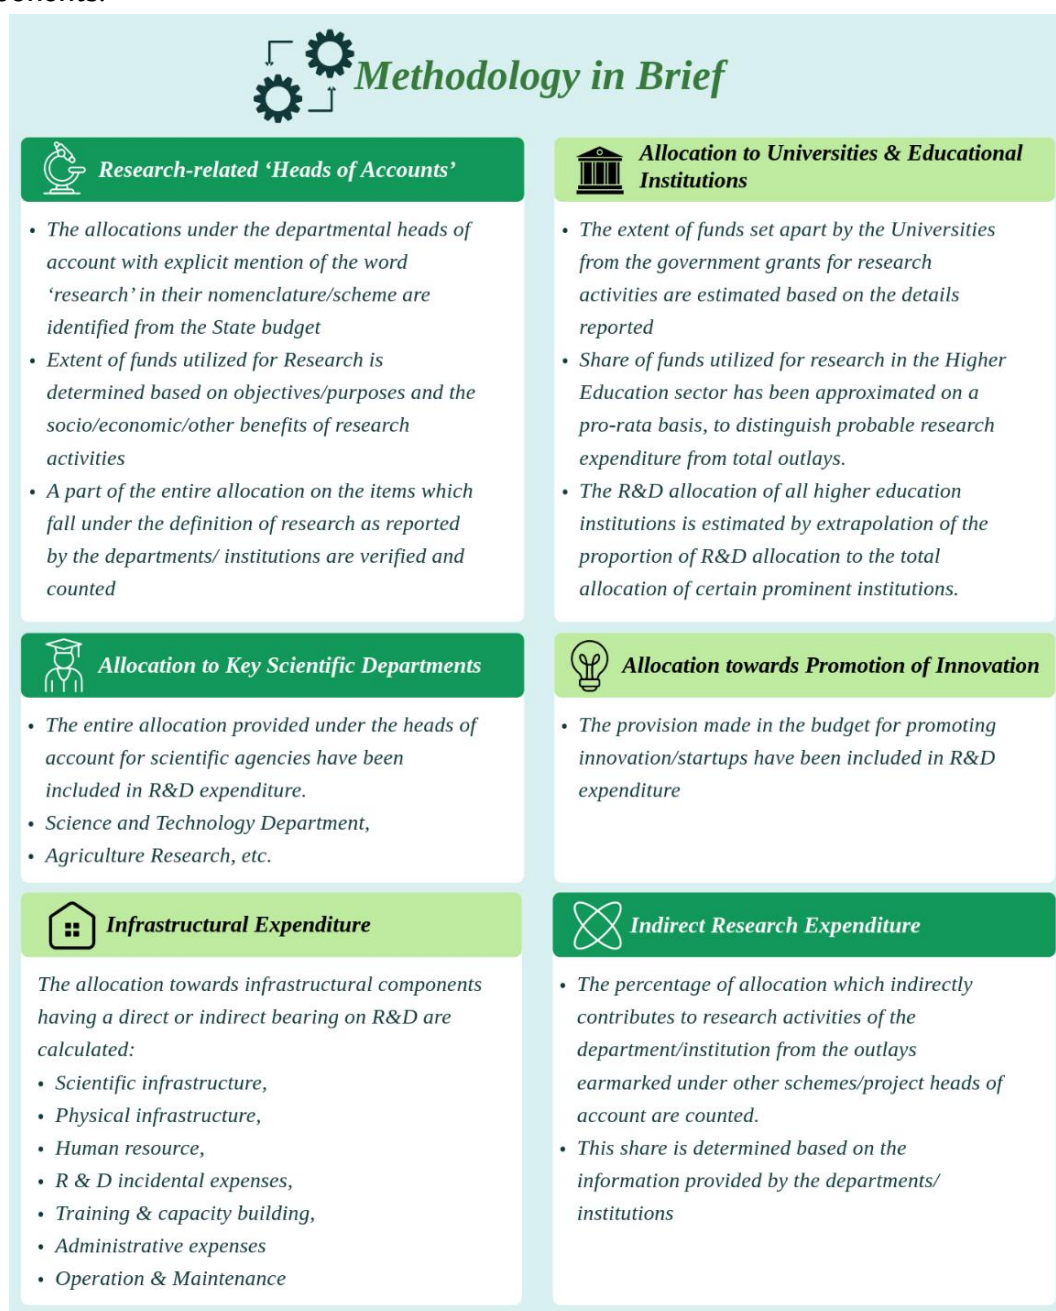 Methodology in Brief
Research-related ‘Heads of Accounts’
• The allocations under the departmental heads of
account with explicit mention of the word
‘research’ in their nomenclature/scheme are
identified from the State budget
• Extent of funds utilized for Research is
determined based on objectives/purposes and the
socio/economic/other benefits of research
activities
• A part of the entire allocation on the items which
fall under the definition of research as reported
by the departments/ institutions are verified and
counted
Allocation to Universities & Educational
Institutions
• The extent of funds set apart by the Universities
from the government grants for research
activities are estimated based on the details
reported
• Share of funds utilized for research in the Higher
Education sector has been approximated on a
pro-rata basis, to distinguish probable research
expenditure from total outlays.
• The R&D allocation of all higher education
institutions is estimated by extrapolation of the
proportion of R&D allocation to the total
allocation of certain prominent institutions.
Allocation to Key Scientific Departments
• The entire allocation provided under the heads of
account for scientific agencies have been
included in R&D expenditure.
• Science and Technology Department,
• Agriculture Research, etc.
Allocation towards Promotion of Innovation
• The provision made in the budget for promoting
innovation/startups have been included in R&D
expenditure
Infrastructural Expenditure
The allocation towards infrastructural components
having a direct or indirect bearing on R&D are
calculated:
• Scientific infrastructure,
• Physical infrastructure,
• Human resource,
• R & D incidental expenses,
• Training & capacity building,
• Administrative expenses
• Operation & Maintenance
Indirect Research Expenditure
• The percentage of allocation which indirectly
contributes to research activities of the
department/institution from the outlays
earmarked under other schemes/project heads of
account are counted.
• This share is determined based on the
information provided by the departments/
institutions